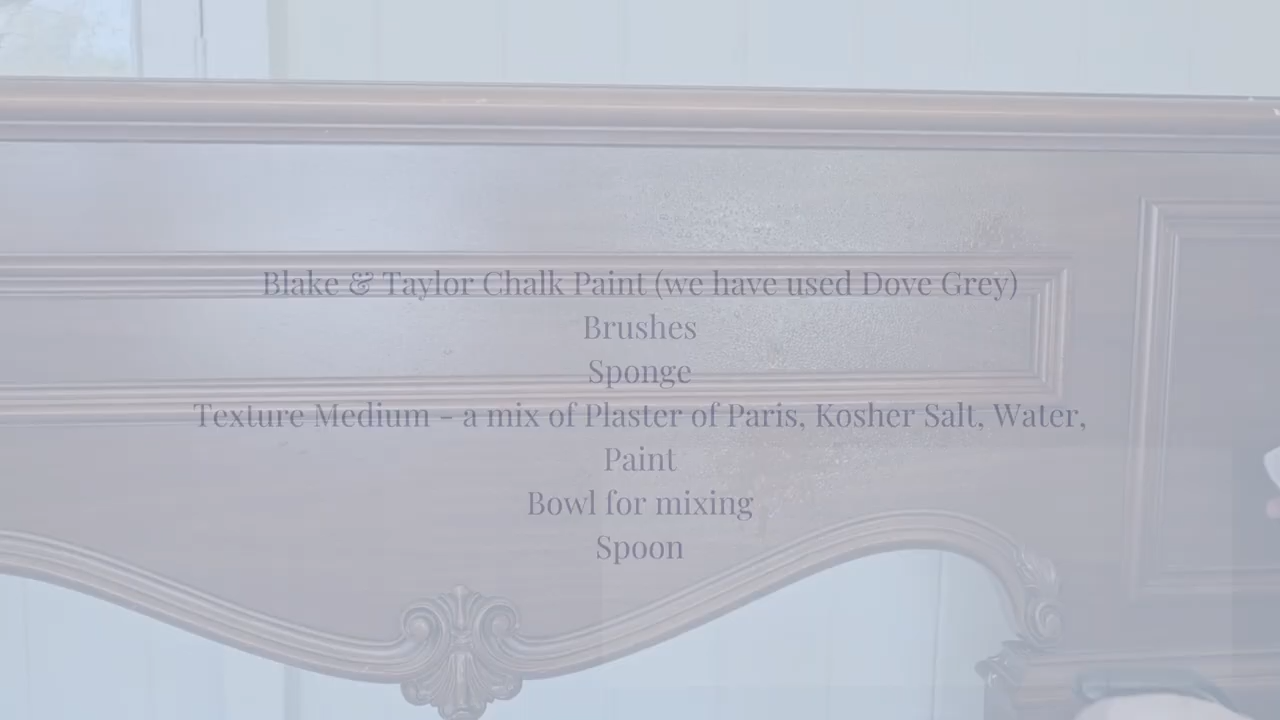 Blake & Taylor Chalk Paint (we have used Dove Grey)
Brushes
Sponge
Texture Medium - a mix of Plaster of Paris, Kosher Salt, Water,
Paint
Bowl for mixing
Spoon